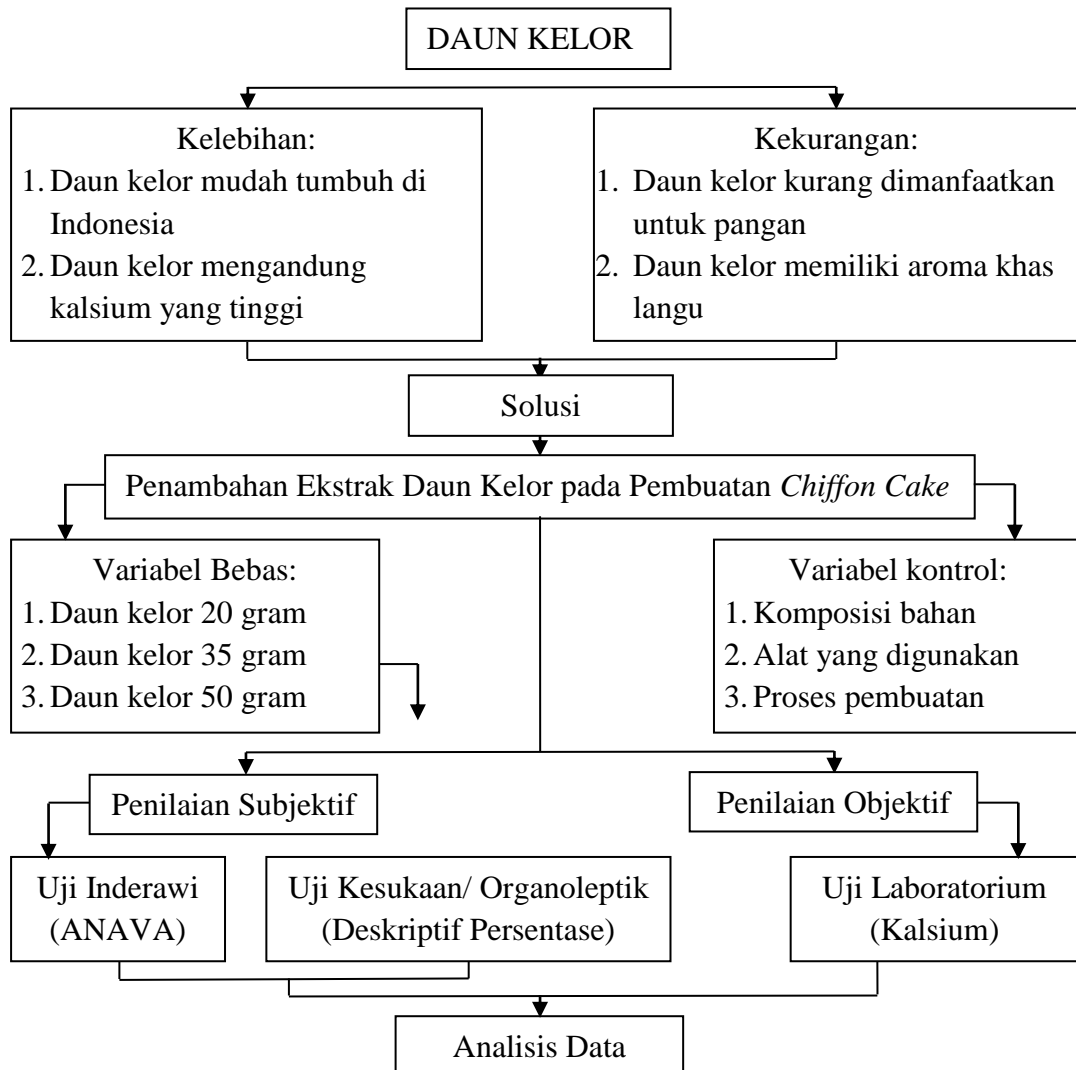 DAUN KELOR
Kelebihan:
1. Daun kelor mudah tumbuh di
Indonesia
2. Daun kelor mengandung
kalsium yang tinggi
Kekurangan:
1. Daun kelor kurang dimanfaatkan
untuk pangan
2. Daun kelor memiliki aroma khas
langu
Solusi
Penambahan Ekstrak Daun Kelor pada Pembuatan Chiffon Cake
Variabel Bebas:
1. Daun kelor 20 gram
2. Daun kelor 35 gram
3. Daun kelor 50 gram
Variabel kontrol:
1. Komposisi bahan
2. Alat yang digunakan
3. Proses pembuatan
Penilaian Subjektif
Penilaian Objektif
Uji Inderawi
(ANAVA)
Uji Kesukaan/ Organoleptik
(Deskriptif Persentase)
Uji Laboratorium
(Kalsium)
Analisis Data